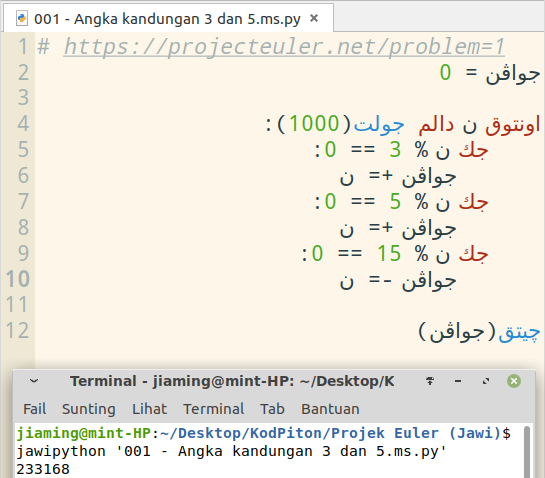 001 - Angka kandungan 3 dan 5.ms.py ×
1 # https://projecteuler.net/problem=1
2 جواڤن = 0
3
4 اونتوق ن دالم جولت(1000):
5 جك ن % 3 == 0:
6 جواڤن += ن
7 جك ن % 5 == 0:
8 جواڤن += ن
9 جك ن % 15 == 0:
10 جواڤن -= ن
11
12 چيتق(جواڤن)
Terminal - jiaming@mint-HP: ~/Desktop/K
Fail Sunting Lihat Terminal Tab Bantuan
jiaming@mint-HP:~/Desktop/KodPiton/Projek Euler (Jawi)$
jawipython '001 - Angka kandungan 3 dan 5.ms.py'
233168